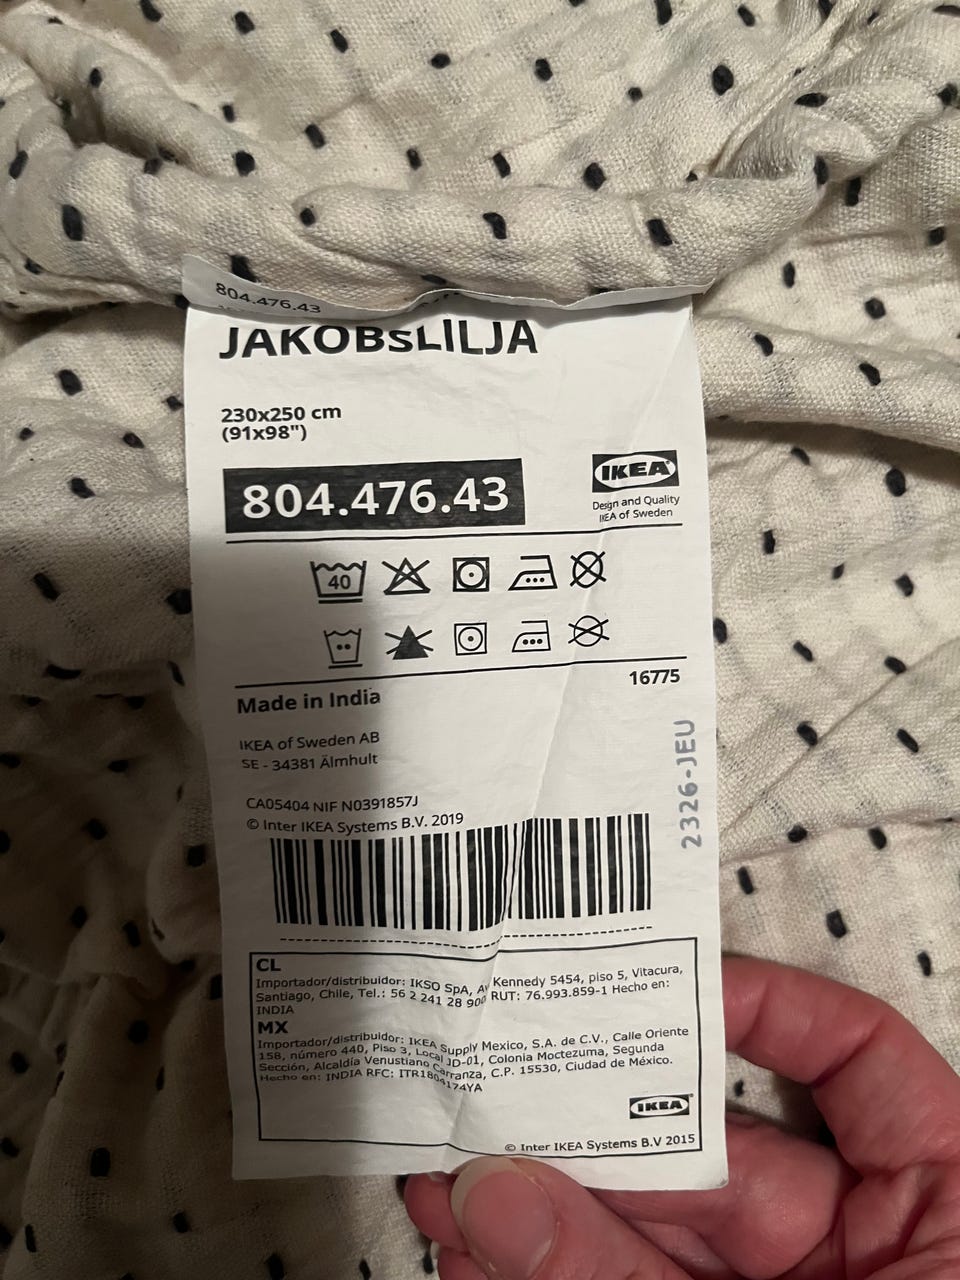 804.476.43
JAKOBSLILJA
230x250 cm
(91x98")
804.476.43
IKEA
Design and Quality
IKEA of Sweden
40
16775
Made in India
IKEA of Sweden AB
SE - 34381 Älmhult
2326-JEU
CA05404 NIF N0391857J
© Inter IKEA Systems B.V. 2019
CL
Importador/distribuidor: IKSO SpA, Av Kennedy 5454, piso 5, Vitacura,
Santiago, Chile, Tel.: 56 2 241 28 900 RUT: 76.993.859-1 Hecho en:
INDIA
MX
Importador/distribuidor: IKEA Supply Mexico, S.A. de C.V., Calle Oriente
158, número 440, Piso 3, Local JD-01, Colonia Moctezuma, Segunda
Sección, Alcaldía Venustiano Carranza, C.P. 15530, Ciudad de México.
Hecho en: INDIA RFC: ITR1804174YA
IKEA
© Inter IKEA Systems B.V 2015